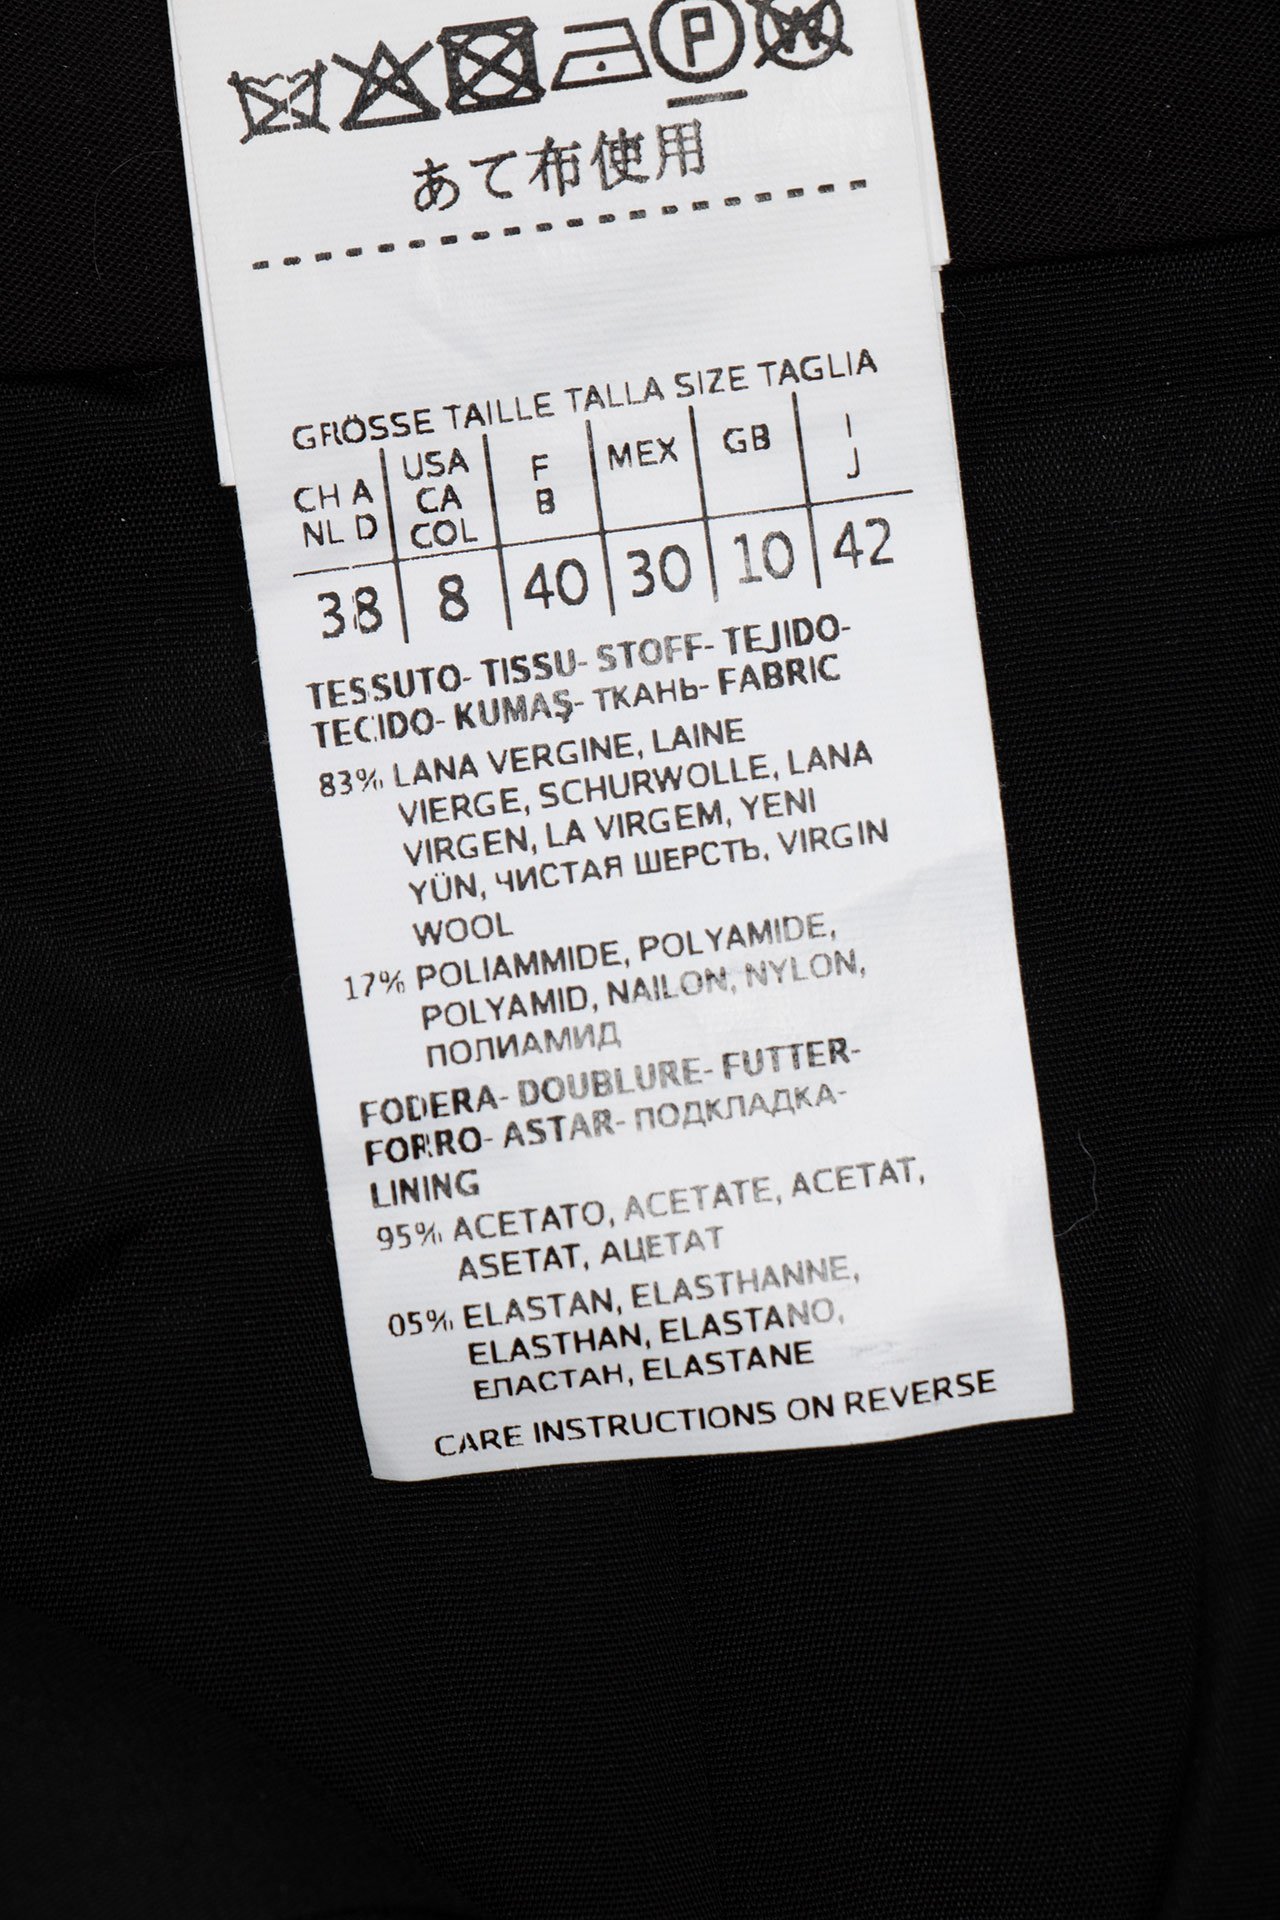 P
W
あて布使用
GRÖSSE TAILLE TALLA SIZE TAGLIA
CH A NL D
USA CA COL
F B
MEX
GB
I J
38 8 40 30 10 42
TESSUTO- TISSU- STOFF- TEJIDO-
TECIDO- KUMAŞ- ТКАНЬ- FABRIC
83% LANA VERGINE, LAINE
VIERGE, SCHURWOLLE, LANA
VIRGEN, LA VIRGEM, YENI
YÜN, ЧИСТАЯ ШЕРСТЬ, VIRGIN
WOOL
17% POLIAMMIDE, POLYAMIDE,
POLYAMID, NAILON, NYLON,
ПОЛИАМИД
FODERA- DOUBLURE- FUTTER-
FORRO- ASTAR- ПОДКЛАДКА-
LINING
95% ACETATO, ACETATE, ACETAT,
ASETAT, АЦЕТАТ
05% ELASTAN, ELASTHANNE,
ELASTHAN, ELASTANO,
ЕЛАСТАН, ELASTANE
CARE INSTRUCTIONS ON REVERSE